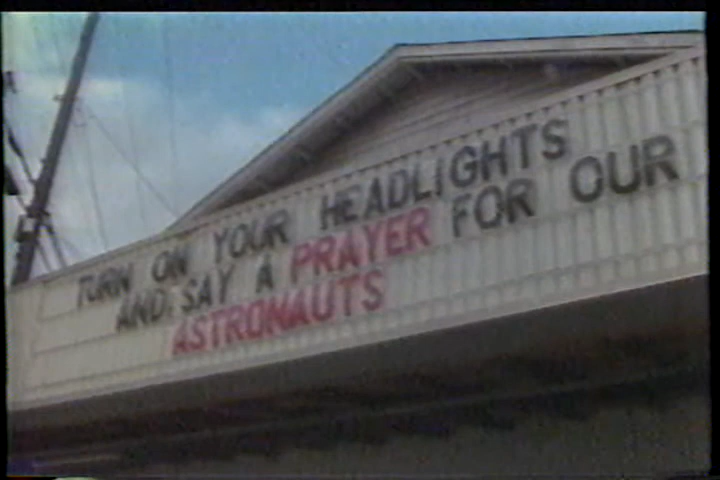 TURN ON YOUR HEADLIGHTS
AND SAY A PRAYER FOR OUR
ASTRONAUTS